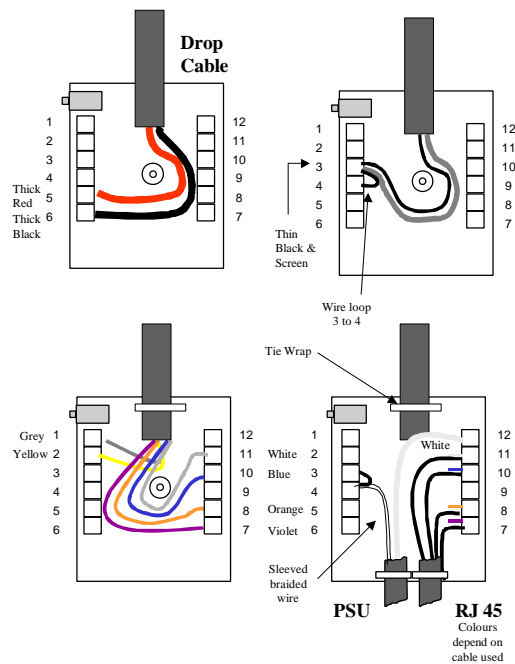 Drop
Cable
1
2
3
4
5
6
12
11
10
9
8
7
Thick
Red
Thick
Black
1
2
3
4
5
6
12
11
10
9
8
7
Thin
Black &
Screen
Wire loop
3 to 4
Tie Wrap
Grey
Yellow
1
2
3
4
5
6
12
11
10
9
8
7
White
Blue
Orange
Violet
1
2
3
4
5
6
White
12
11
10
9
8
7
Sleeved
braided
wire
PSU
RJ 45
Colours
depend on
cable used